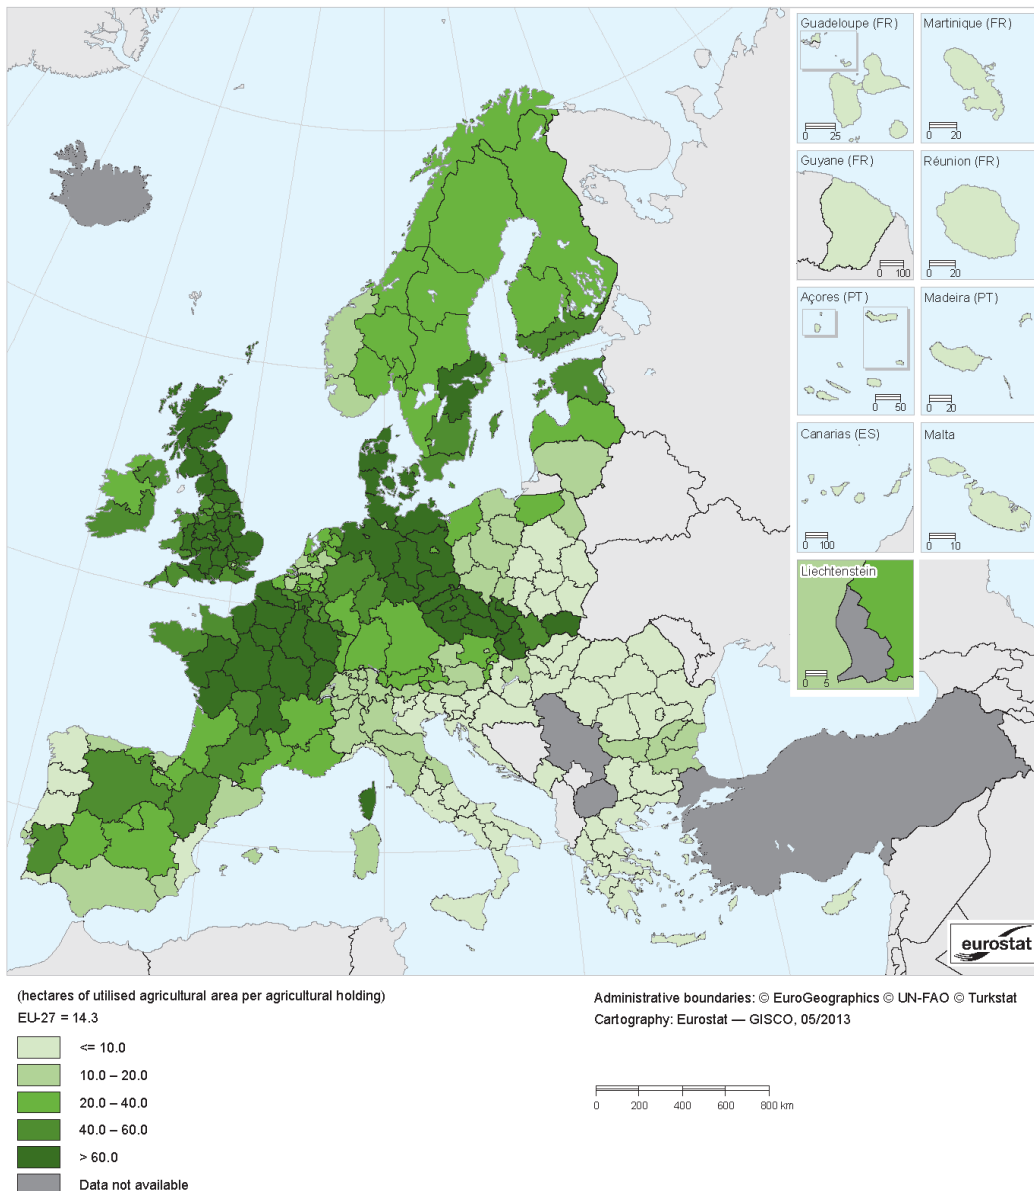 Guadeloupe (FR)
Martinique (FR)
0 25
0 20
Guyane (FR)
Réunion (FR)
0 100
0 20
Açores (PT)
Madeira (PT)
0 50
0 20
Canarias (ES)
Malta
0 100
0 10
Liechtenstein
0 5
eurostat
(hectares of utilised agricultural area per agricultural holding)
EU-27 = 14.3
<= 10.0
10.0 – 20.0
20.0 – 40.0
40.0 – 60.0
> 60.0
Data not available
Administrative boundaries: © EuroGeographics © UN-FAO © Turkstat
Cartography: Eurostat — GISCO, 05/2013
0 200 400 600 800 km